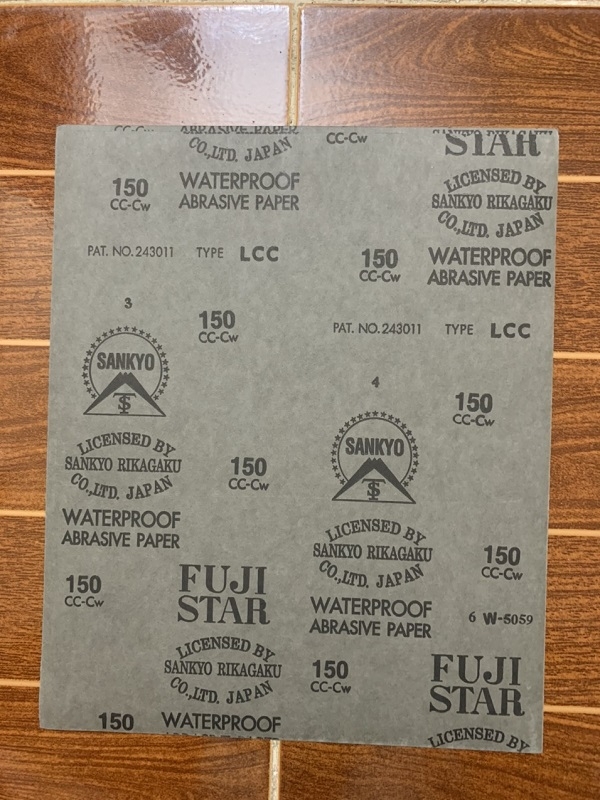 CC-Cw
ABRASIVE PAPER
CO.,LTD. JAPAN
CC-Cw
STAR
150
CC-Cw
WATERPROOF
ABRASIVE PAPER
LICENSED BY
SANKYO RIKAGAKU
CO.,LTD. JAPAN
PAT. NO. 243011 TYPE LCC
150
CC-Cw
WATERPROOF
ABRASIVE PAPER
3
150
CC-Cw
PAT. NO. 243011 TYPE LCC
SANKYO
4
150
CC-Cw
SANKYO
LICENSED BY
SANKYO RIKAGAKU
CO.,LTD. JAPAN
150
CC-Cw
WATERPROOF
ABRASIVE PAPER
LICENSED BY
SANKYO RIKAGAKU
CO.,LTD. JAPAN
150
CC-Cw
150
CC-Cw
FUJI
STAR
WATERPROOF
ABRASIVE PAPER
6 W-5059
LICENSED BY
SANKYO RIKAGAKU
CO.,LTD. JAPAN
150
CC-Cw
FUJI
STAR
150
WATERPROOF
LICENSED BY